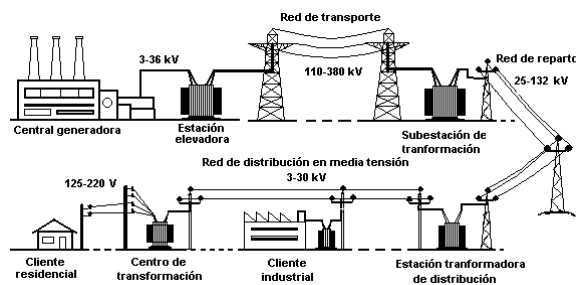 Red de transporte
3-36 kV
110-380 kV
Red de reparto
25-132 kV
Central generadora
Estación
elevadora
Subestación de
tranformación
Red de distribución en media tensión
3-30 kV
125-220 V
Cliente
residencial
Centro de
transformación
Cliente
industrial
Estación tranformadora
de distribución